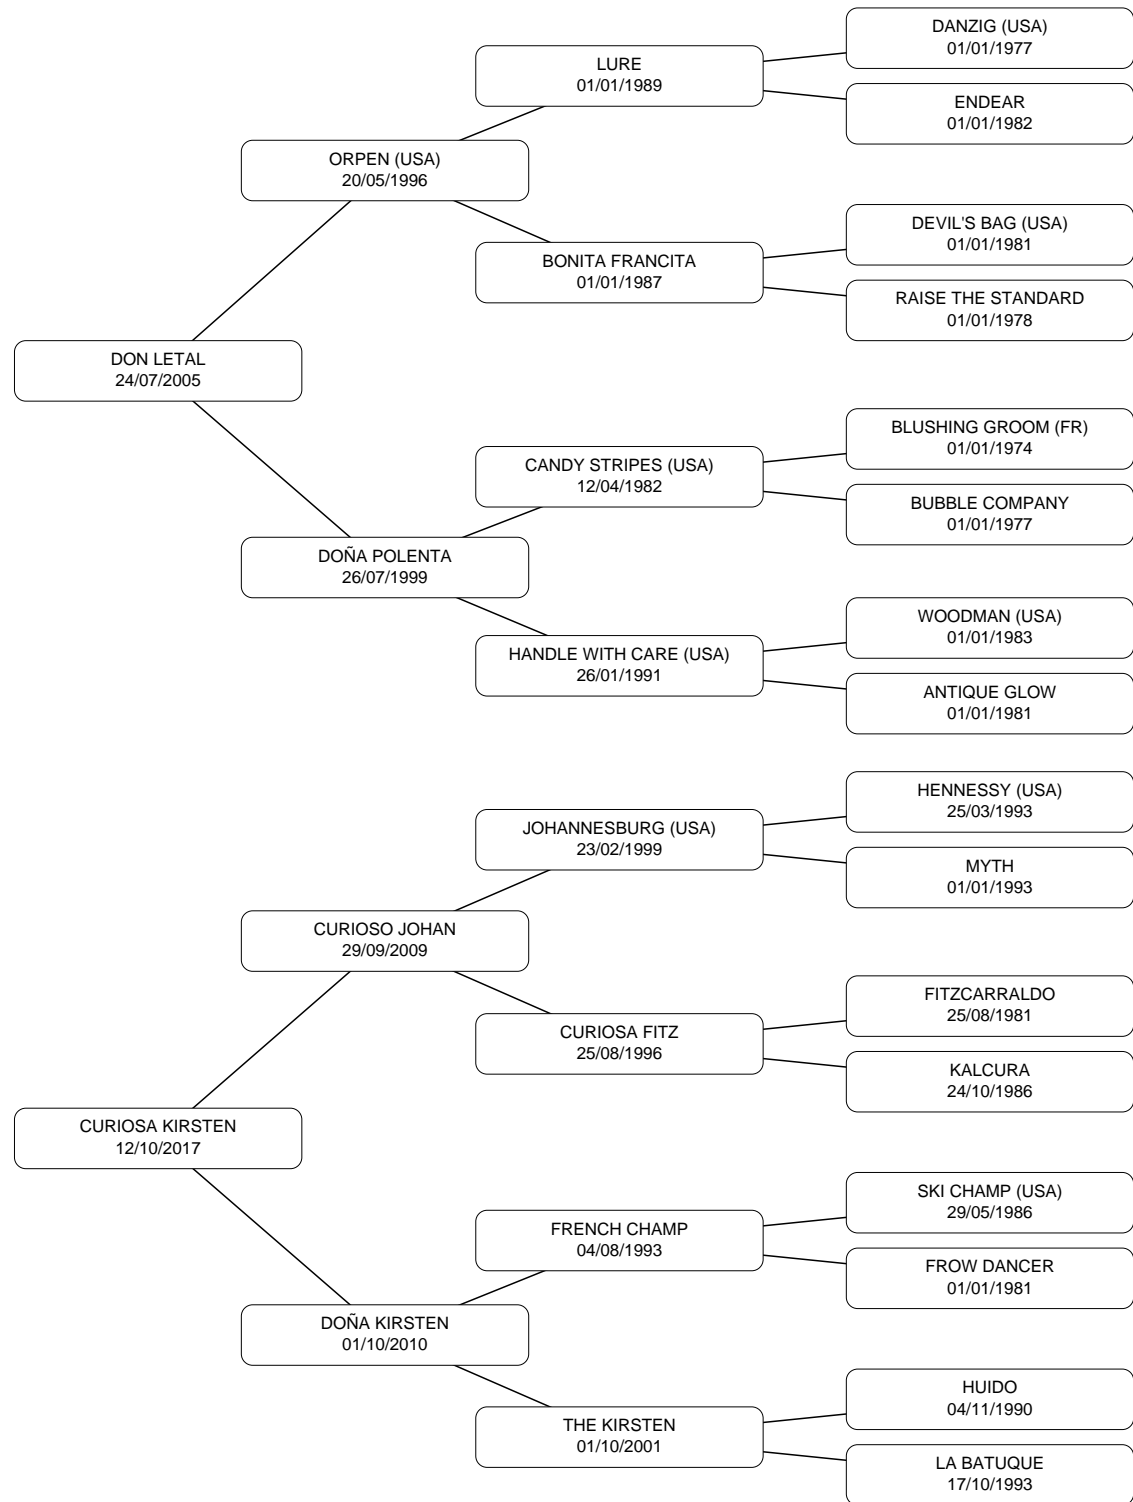 DANZIG (USA)
01/01/1977
LURE
01/01/1989
ENDEAR
01/01/1982
ORPEN (USA)
20/05/1996
DEVIL'S BAG (USA)
01/01/1981
BONITA FRANCITA
01/01/1987
RAISE THE STANDARD
01/01/1978
DON LETAL
24/07/2005
BLUSHING GROOM (FR)
01/01/1974
CANDY STRIPES (USA)
12/04/1982
BUBBLE COMPANY
01/01/1977
DOÑA POLENTA
26/07/1999
WOODMAN (USA)
01/01/1983
HANDLE WITH CARE (USA)
26/01/1991
ANTIQUE GLOW
01/01/1981
HENNESSY (USA)
25/03/1993
JOHANNESBURG (USA)
23/02/1999
MYTH
01/01/1993
CURIOSO JOHAN
29/09/2009
FITZCARRALDO
25/08/1981
CURIOSA FITZ
25/08/1996
KALCURA
24/10/1986
CURIOSA KIRSTEN
12/10/2017
SKI CHAMP (USA)
29/05/1986
FRENCH CHAMP
04/08/1993
FROW DANCER
01/01/1981
DOÑA KIRSTEN
01/10/2010
HUIDO
04/11/1990
THE KIRSTEN
01/10/2001
LA BATUQUE
17/10/1993